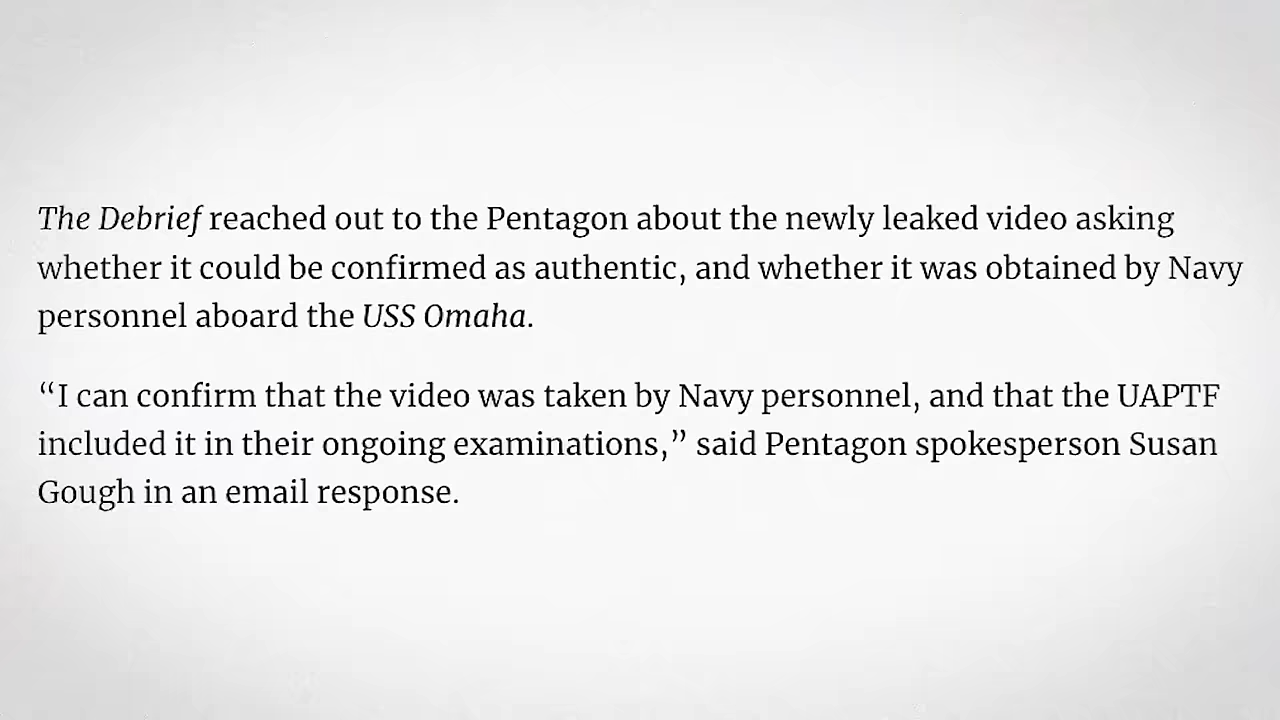 The Debrief reached out to the Pentagon about the newly leaked video asking
whether it could be confirmed as authentic, and whether it was obtained by Navy
personnel aboard the USS Omaha.
“I can confirm that the video was taken by Navy personnel, and that the UAPTF
included it in their ongoing examinations,” said Pentagon spokesperson Susan
Gough in an email response.